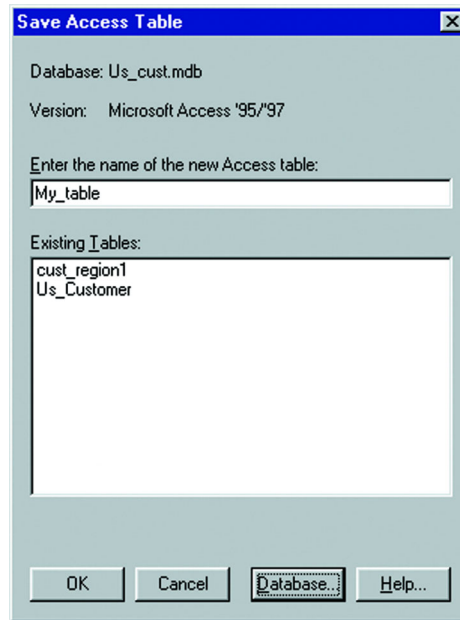 Save Access Table
Database: Us_cust.mdb
Version: Microsoft Access '95/'97
Enter the name of the new Access table:
My_table
Existing Tables:
cust_region1
Us_Customer
OK Cancel Database... Help...